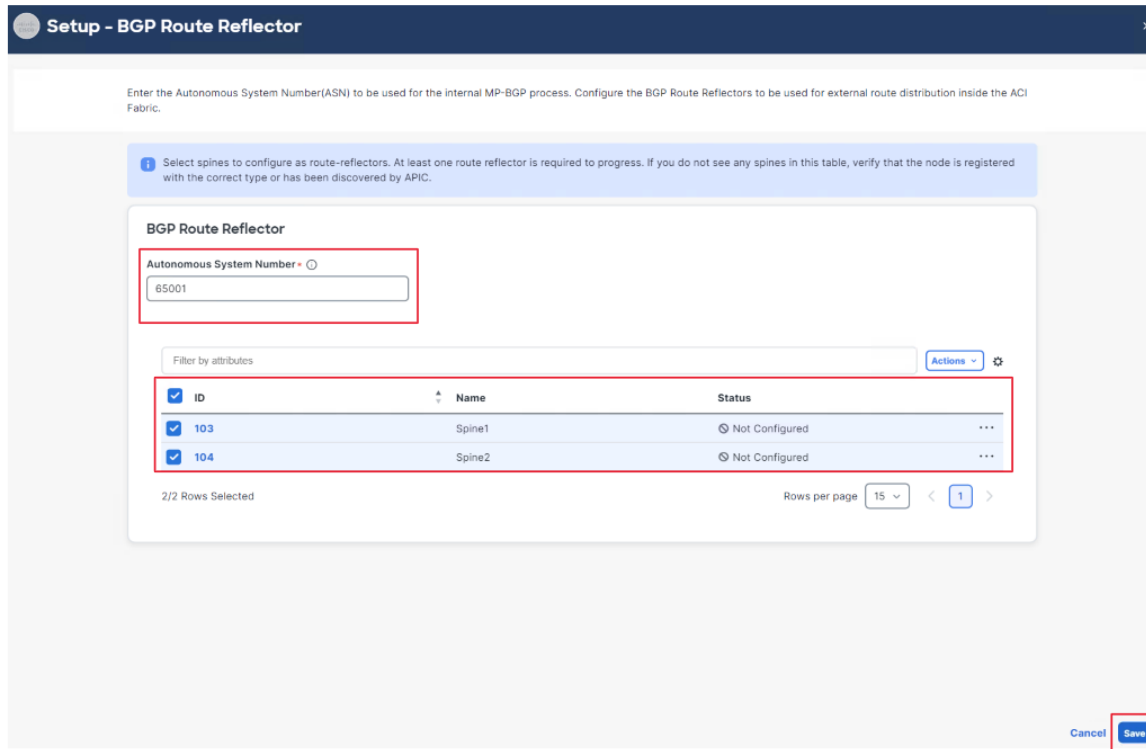 Setup - BGP Route Reflector
Enter the Autonomous System Number(ASN) to be used for the internal MP-BGP process. Configure the BGP Route Reflectors to be used for external route distribution inside the ACI
Fabric.
Select spines to configure as route-reflectors. At least one route reflector is required to progress. If you do not see any spines in this table, verify that the node is registered
with the correct type or has been discovered by APIC.
BGP Route Reflector
Autonomous System Number*
65001
Filter by attributes
Actions
ID Name Status
103 Spine1 Not Configured
104 Spine2 Not Configured
2/2 Rows Selected Rows per page 15 1
Cancel Save